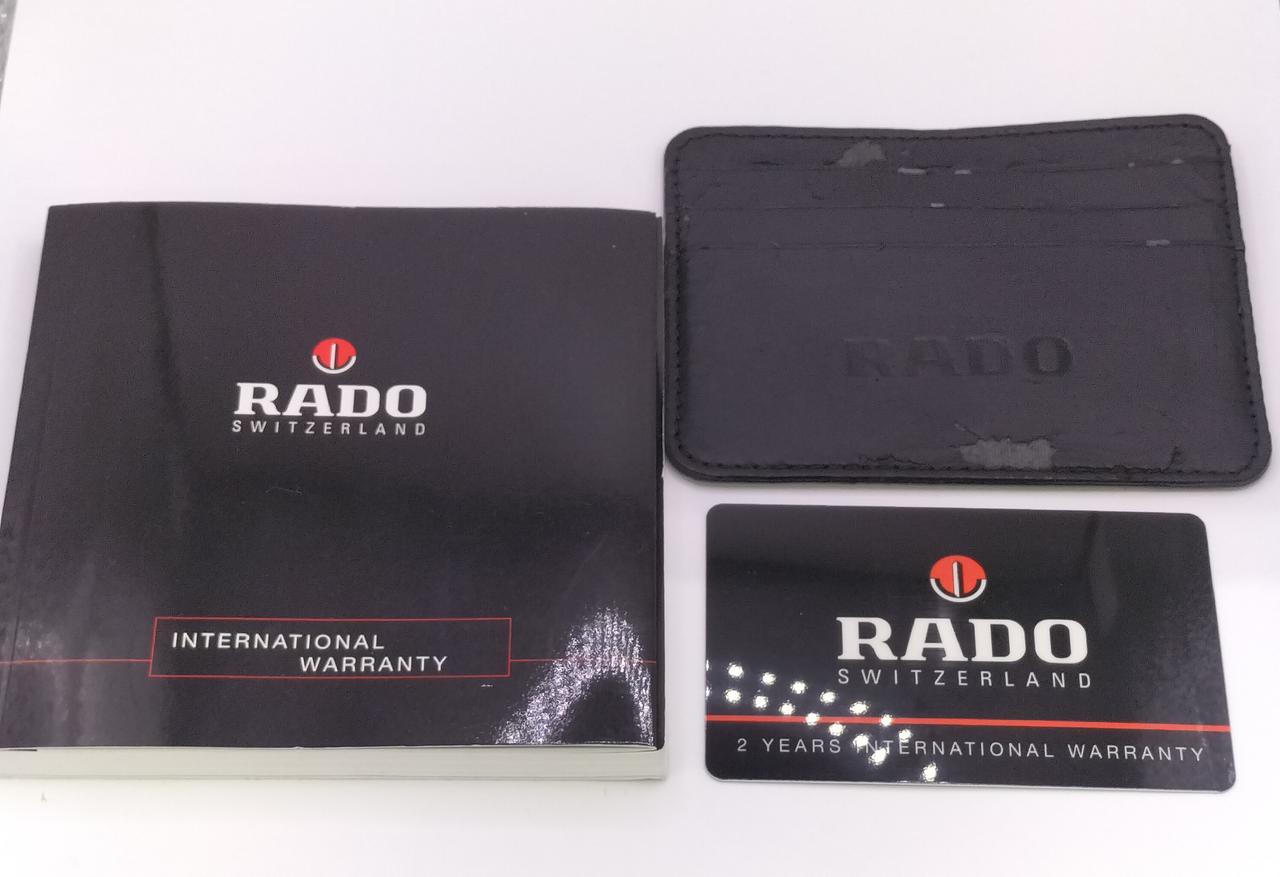 RADO
SWITZERLAND
INTERNATIONAL
WARRANTY
RADO
RADO
SWITZERLAND
2 YEARS INTERNATIONAL WARRANTY